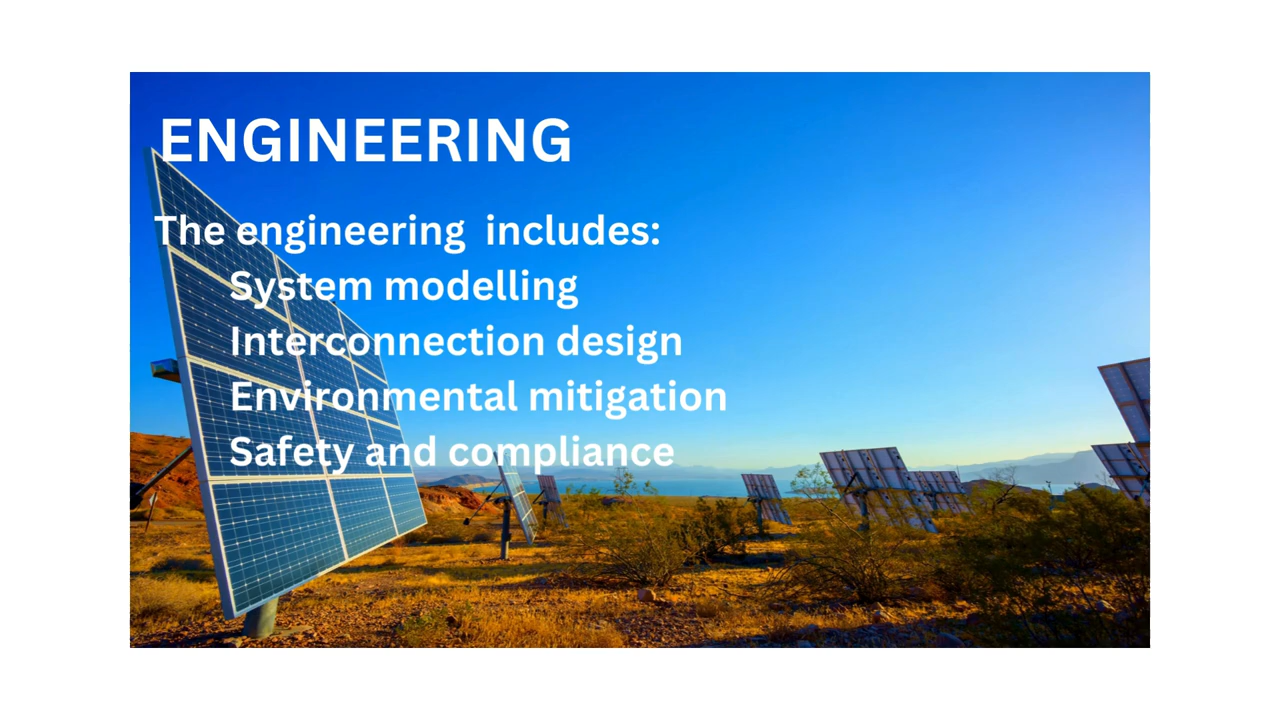 ENGINEERING
The engineering  includes:
System modelling
Interconnection design
Environmental mitigation
Safety and compliance